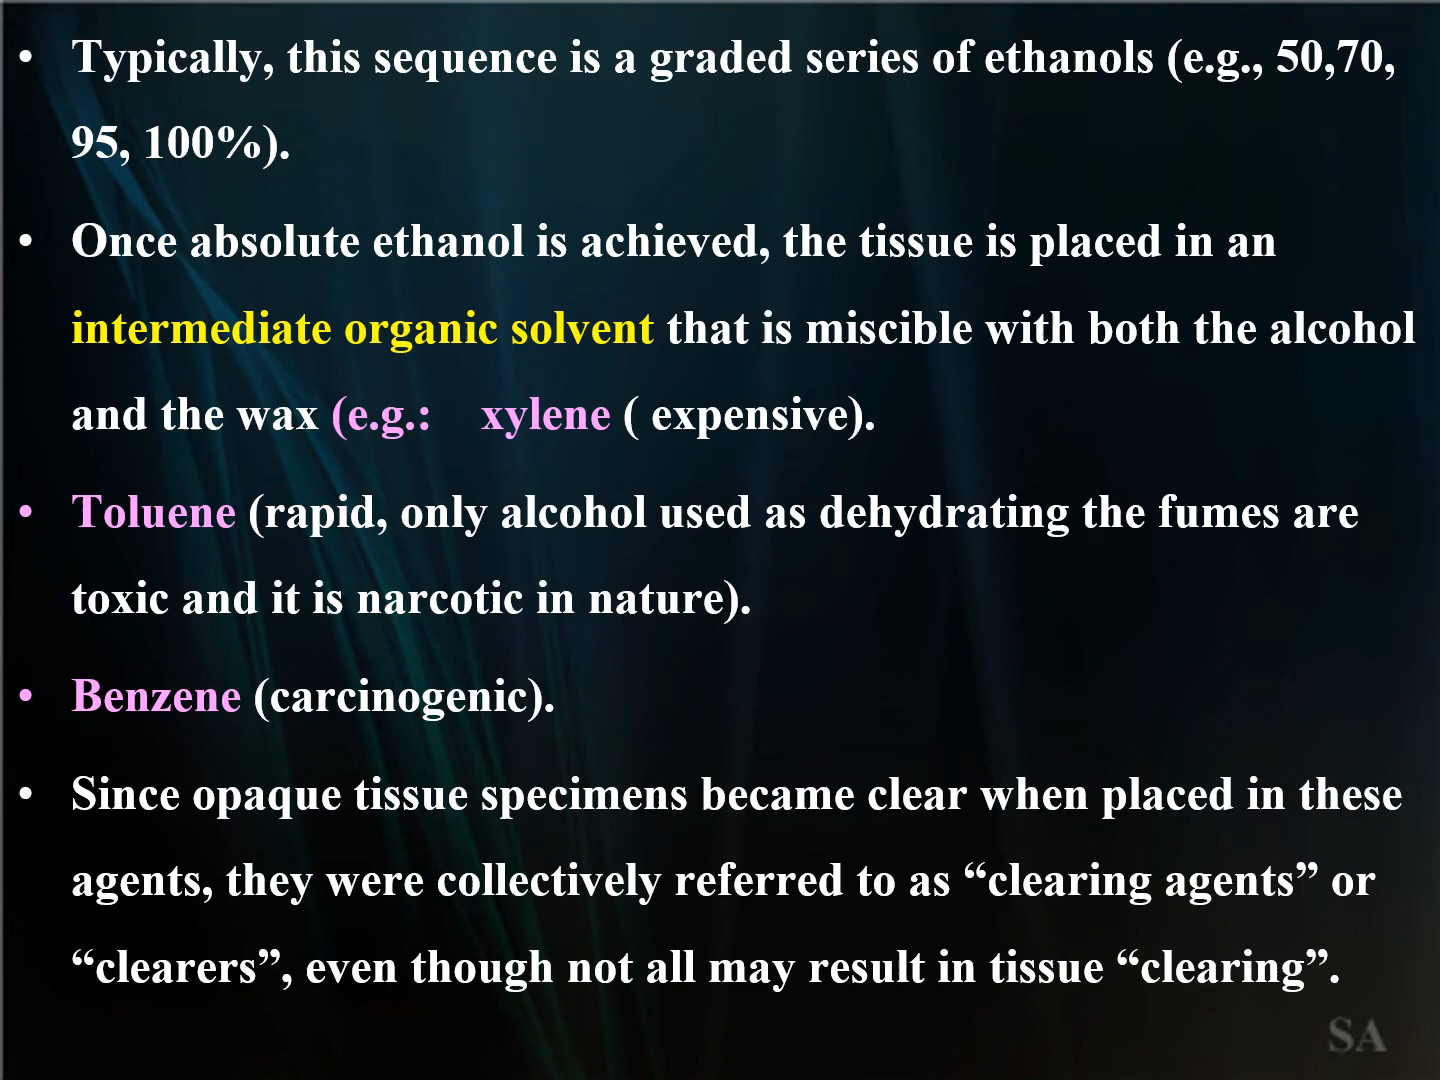 • Typically, this sequence is a graded series of ethanols (e.g., 50,70,
95, 100%).
• Once absolute ethanol is achieved, the tissue is placed in an
intermediate organic solvent that is miscible with both the alcohol
and the wax (e.g.: xylene ( expensive).
• Toluene (rapid, only alcohol used as dehydrating the fumes are
toxic and it is narcotic in nature).
• Benzene (carcinogenic).
• Since opaque tissue specimens became clear when placed in these
agents, they were collectively referred to as “clearing agents” or
“clearers”, even though not all may result in tissue “clearing”.
SA